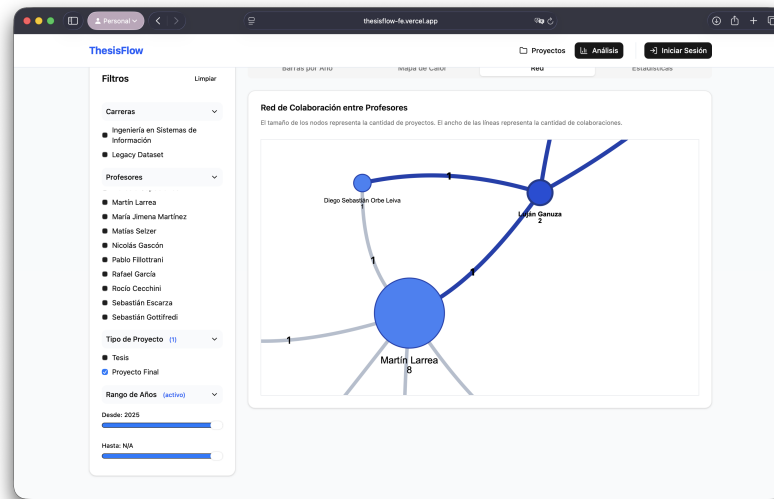 Personal
thesisflow-fe.vercel.app
ThesisFlow
Proyectos
Análisis
Iniciar Sesión
Filtros
Limpiar
Barras por Año
Mapa de Calor
Red
Estadísticas
Carreras
Ingeniería en Sistemas de
Información
Legacy Dataset
Profesores
Martín Larrea
María Jimena Martínez
Matías Selzer
Nicolás Gascón
Pablo Fillottrani
Rafael García
Rocío Cecchini
Sebastián Escarza
Sebastián Gottifredi
Tipo de Proyecto (1)
Tesis
Proyecto Final
Rango de Años (activo)
Desde: 2025
Hasta: N/A
Red de Colaboración entre Profesores
El tamaño de los nodos representa la cantidad de proyectos. El ancho de las líneas representa la cantidad de colaboraciones.
1
Diego Sebastián Orbe Leiva
1
Luján Ganuza
2
1
1
1
Martín Larrea
8